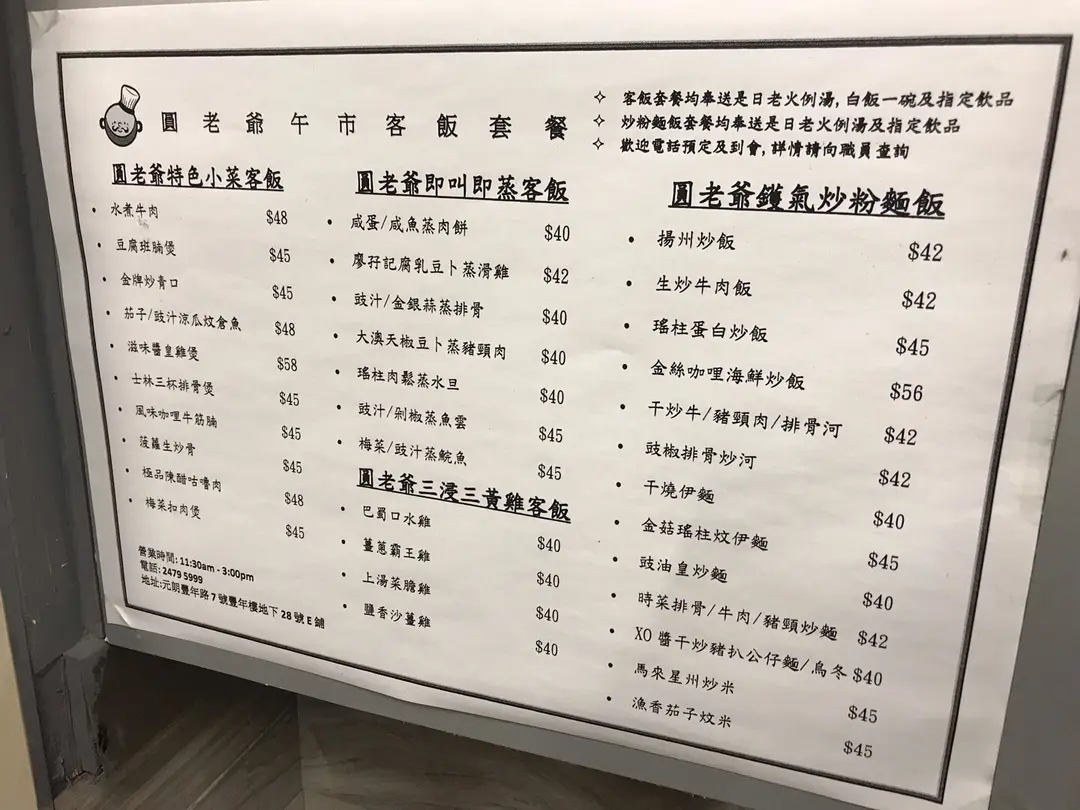 圓老爺午市客飯套餐
✧ 客飯套餐均奉送是日老火例湯, 白飯一碗及指定飲品
✧ 炒粉麵飯套餐均奉送是日老火例湯及指定飲品
✧ 歡迎電話預定及到會, 詳情請向職員查詢
圓老爺特色小菜客飯
• 水煮牛肉 $48
• 豆腐斑腩煲 $45
• 金牌炒青口 $45
• 茄子/豉汁涼瓜炆倉魚 $48
• 滋味醬皇雞煲 $58
• 士林三杯排骨煲 $45
• 風味咖哩牛筋腩 $45
• 菠蘿生炒骨 $45
• 極品陳醋咕嚕肉 $48
• 梅菜扣肉煲 $45
營業時間: 11:30am - 3:00pm
電話: 2479 5999
地址:元朗豐年路 7 號豐年樓地下 28 號 E 鋪
圓老爺即叫即蒸客飯
• 咸蛋/咸魚蒸肉餅 $40
• 廖孖記腐乳豆卜蒸滑雞 $42
• 豉汁/金銀蒜蒸排骨 $40
• 大澳天椒豆卜蒸豬頸肉 $40
• 瑤柱肉鬆蒸水旦 $40
• 豉汁/剁椒蒸魚雲 $45
• 梅菜/豉汁蒸鯇魚 $45
圓老爺三浸三黃雞客飯
• 巴蜀口水雞 $40
• 薑蔥霸王雞 $40
• 上湯菜膽雞 $40
• 鹽香沙薑雞 $40
圓老爺鑊氣炒粉麵飯
• 揚州炒飯 $42
• 生炒牛肉飯 $42
• 瑤柱蛋白炒飯 $45
• 金絲咖哩海鮮炒飯 $56
• 干炒牛/豬頸肉/排骨河 $42
• 豉椒排骨炒河 $42
• 干燒伊麵 $40
• 金菇瑤柱炆伊麵 $45
• 豉油皇炒麵 $40
• 時菜排骨/牛肉/豬頸炒麵 $42
• XO 醬干炒豬扒公仔麵/烏冬 $40
• 馬來星州炒米 $45
• 漁香茄子炆米 $45